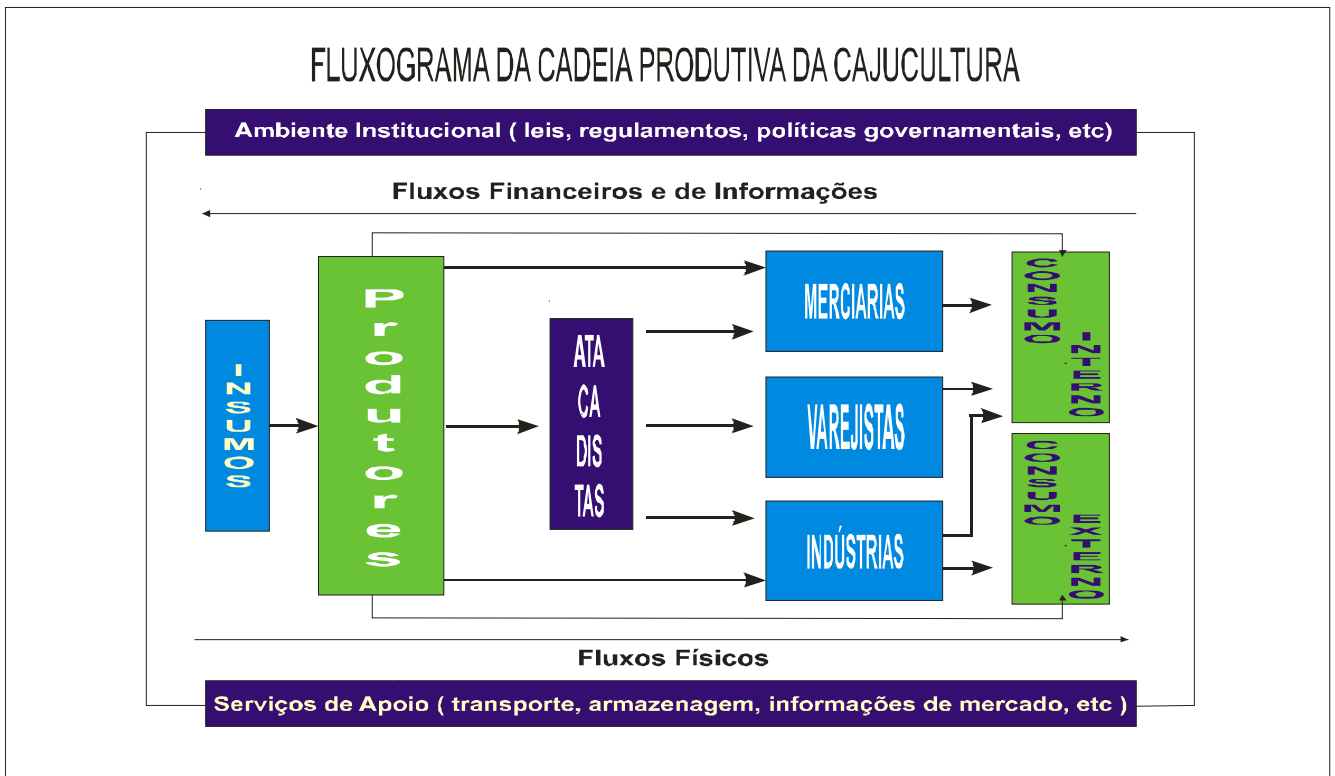 FLUXOGRAMA DA CADEIA PRODUTIVA DA CAJUCULTURA
Ambiente Institucional ( leis, regulamentos, políticas governamentais, etc)
Fluxos Financeiros e de Informações
INSUMOS
Produtores
ATA
CA
DIS
TAS
MERCIARIAS
VAREJISTAS
INDÚSTRIAS
CONSUMO
INTERNO
CONSUMO
EXTERNO
Fluxos Físicos
Serviços de Apoio ( transporte, armazenagem, informações de mercado, etc )